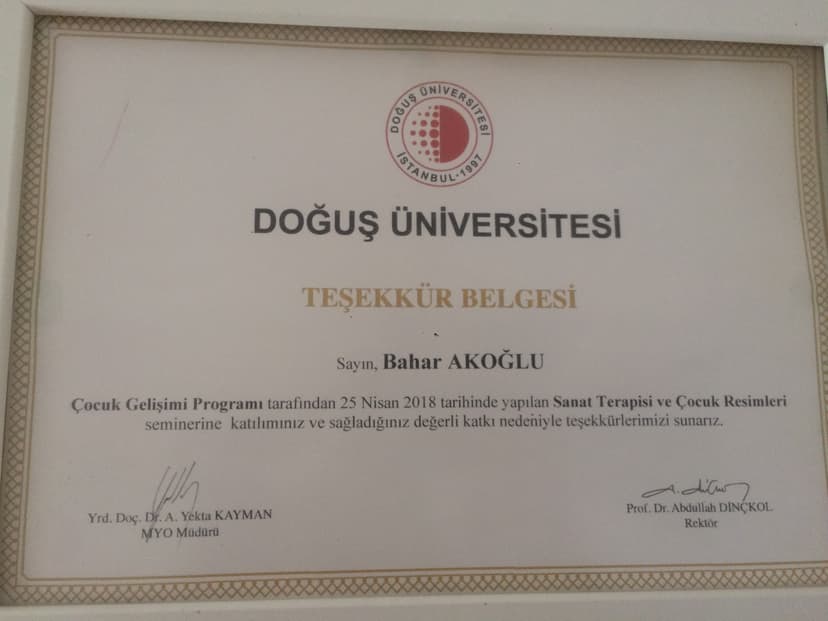 DOĞUŞ ÜNİVERSİTESİ
İSTANBUL-1997
DOĞUŞ ÜNİVERSİTESİ
TEŞEKKÜR BELGESİ
Sayın, Bahar AKOĞLU
Çocuk Gelişimi Programı tarafından 25 Nisan 2018 tarihinde yapılan Sanat Terapisi ve Çocuk Resimleri
seminerine katılımınız ve sağladığınız değerli katkı nedeniyle teşekkürlerimizi sunarız.
Yrd. Doç. Dr. A. Yekta KAYMAN
MYO Müdürü
Prof. Dr. Abdullah DİNÇKOL
Rektör